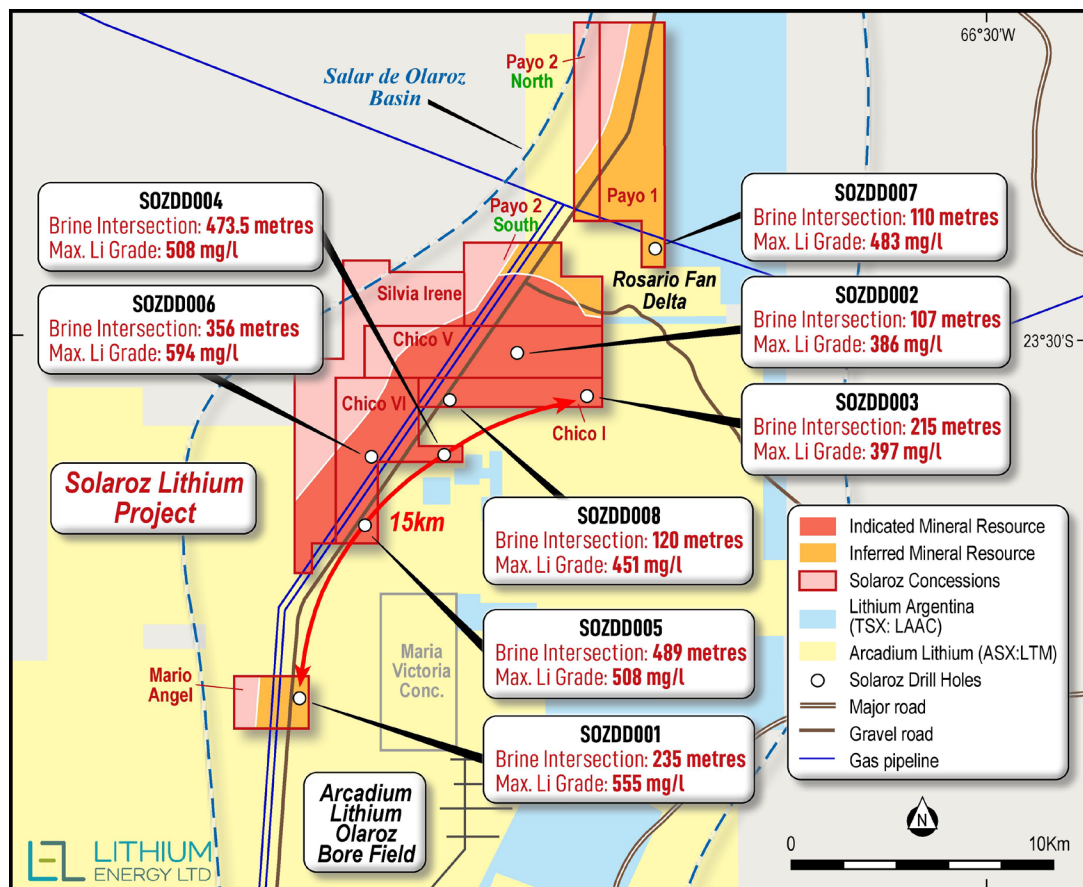 66°30'W
Payo 2
North
Salar de Olaroz
Basin
SOZDD004
Brine Intersection: 473.5 metres
Max. Li Grade: 508 mg/l
SOZDD007
Brine Intersection: 110 metres
Max. Li Grade: 483 mg/l
Payo 1
Payo 2
South
Rosario Fan
Delta
Silvia Irene
SOZDD006
Brine Intersection: 356 metres
Max. Li Grade: 594 mg/l
SOZDD002
Brine Intersection: 107 metres
Max. Li Grade: 386 mg/l
23°30'S
Chico V
Chico VI
Chico I
SOZDD003
Brine Intersection: 215 metres
Max. Li Grade: 397 mg/l
Solaroz Lithium
Project
15km
SOZDD008
Brine Intersection: 120 metres
Max. Li Grade: 451 mg/l
SOZDD005
Brine Intersection: 489 metres
Max. Li Grade: 508 mg/l
Maria
Victoria
Conc.
Mario
Angel
SOZDD001
Brine Intersection: 235 metres
Max. Li Grade: 555 mg/l
Arcadium
Lithium
Olaroz
Bore Field
Indicated Mineral Resource
Inferred Mineral Resource
Solaroz Concessions
Lithium Argentina
(TSX: LAAC)
Arcadium Lithium (ASX:LTM)
Solaroz Drill Holes
Major road
Gravel road
Gas pipeline
N
0 10Km
LEL LITHIUM
ENERGY LTD